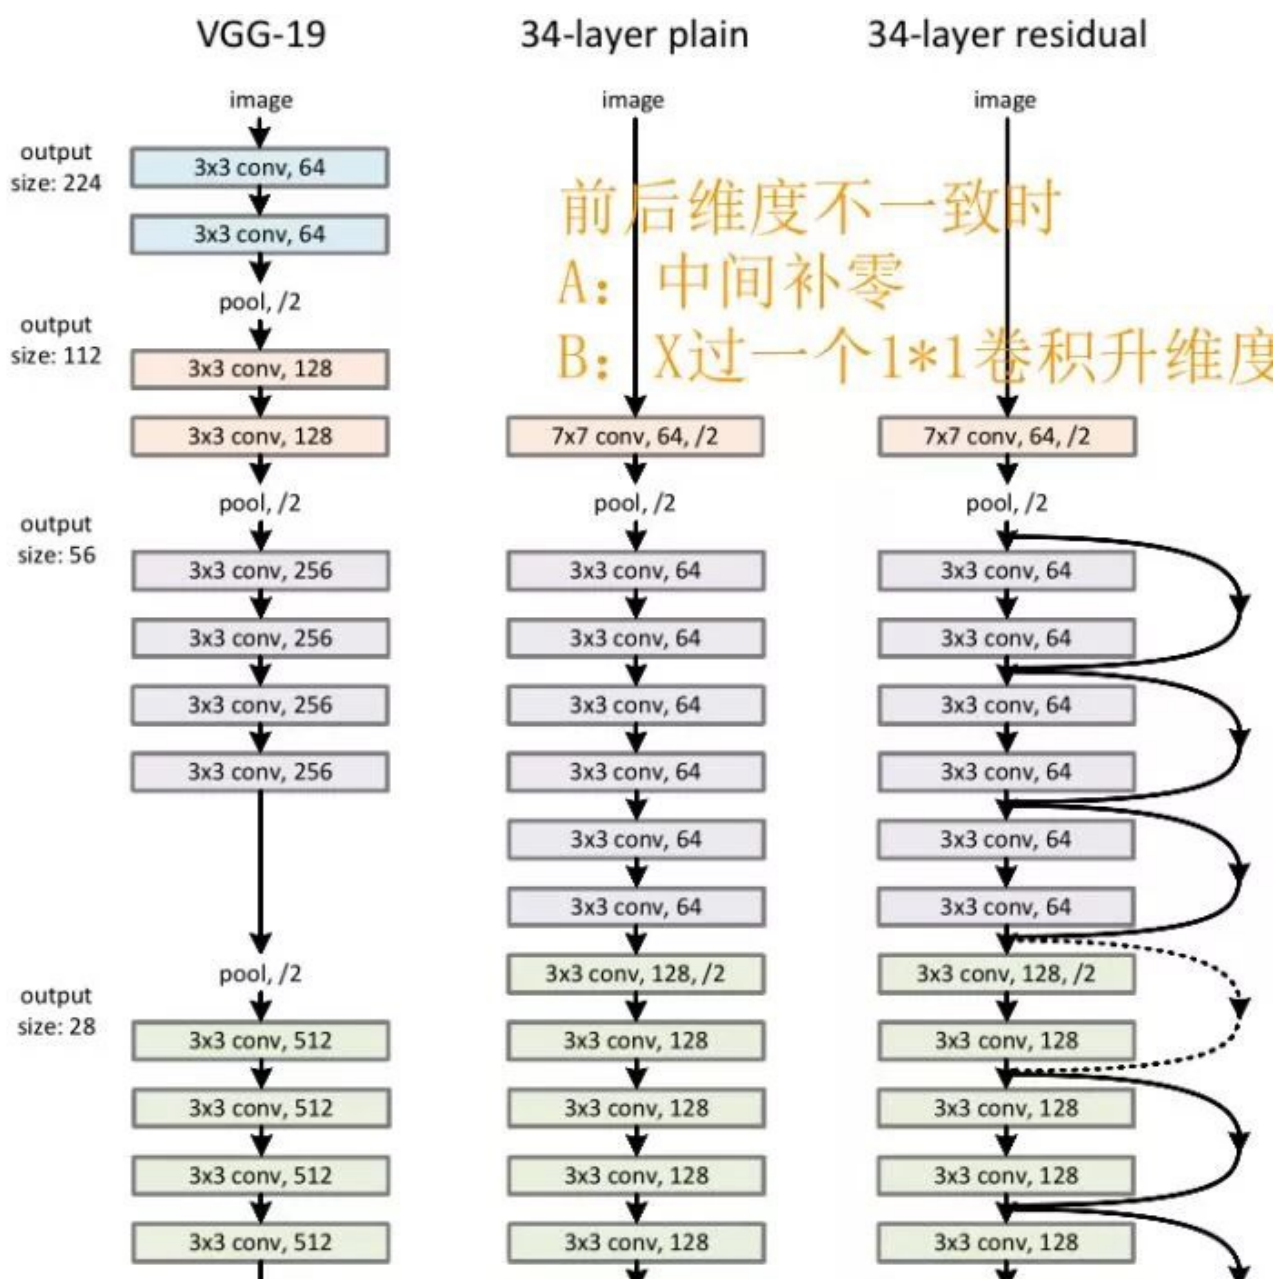 VGG-19
34-layer plain
34-layer residual
image
image
image
output
size: 224
3x3 conv, 64
3x3 conv, 64
前后维度不一致时
A：中间补零
B：X过一个1*1卷积升维度
pool, /2
output
size: 112
3x3 conv, 128
3x3 conv, 128
7x7 conv, 64, /2
7x7 conv, 64, /2
pool, /2
pool, /2
pool, /2
output
size: 56
3x3 conv, 256
3x3 conv, 64
3x3 conv, 64
3x3 conv, 256
3x3 conv, 64
3x3 conv, 64
3x3 conv, 256
3x3 conv, 64
3x3 conv, 64
3x3 conv, 256
3x3 conv, 64
3x3 conv, 64
3x3 conv, 64
3x3 conv, 64
3x3 conv, 64
3x3 conv, 64
pool, /2
3x3 conv, 128, /2
3x3 conv, 128, /2
output
size: 28
3x3 conv, 512
3x3 conv, 128
3x3 conv, 128
3x3 conv, 512
3x3 conv, 128
3x3 conv, 128
3x3 conv, 512
3x3 conv, 128
3x3 conv, 128
3x3 conv, 512
3x3 conv, 128
3x3 conv, 128